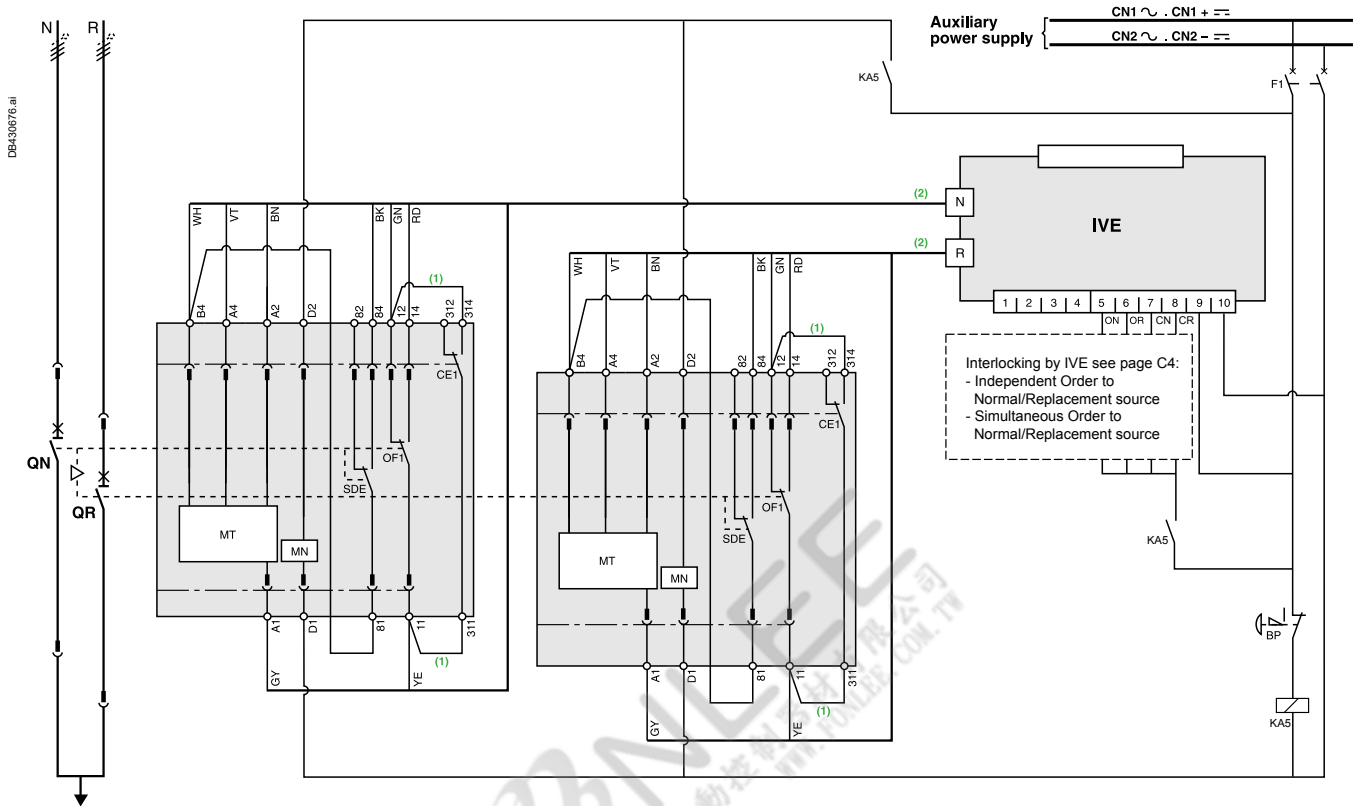 N R
Auxiliary
power supply
CN1 ∿ . CN1 + ⎓
CN2 ∿ . CN2 − ⎓
DB430676.ai
KA5
F1
(2)
N
(2)
R
IVE
1 2 3 4 5 6 7 8 9 10
ON OR CN CR
Interlocking by IVE see page C4:
- Independent Order to
Normal/Replacement source
- Simultaneous Order to
Normal/Replacement source
KA5
BP
KA5
WH VT BN BK GN RD
(1)
B4 A4 A2 D2 82 84 12 14 312 314
CE1
OF1
SDE
MT
MN
A1 D1 81 11 311
(1)
GY YE
WH VT BN BK GN RD
(1)
B4 A4 A2 D2 82 84 12 14 312 314
CE1
OF1
SDE
MT
MN
A1 D1 81 11 311
(1)
GY YE
QN
QR
WWW.PONLEE.COM.TW